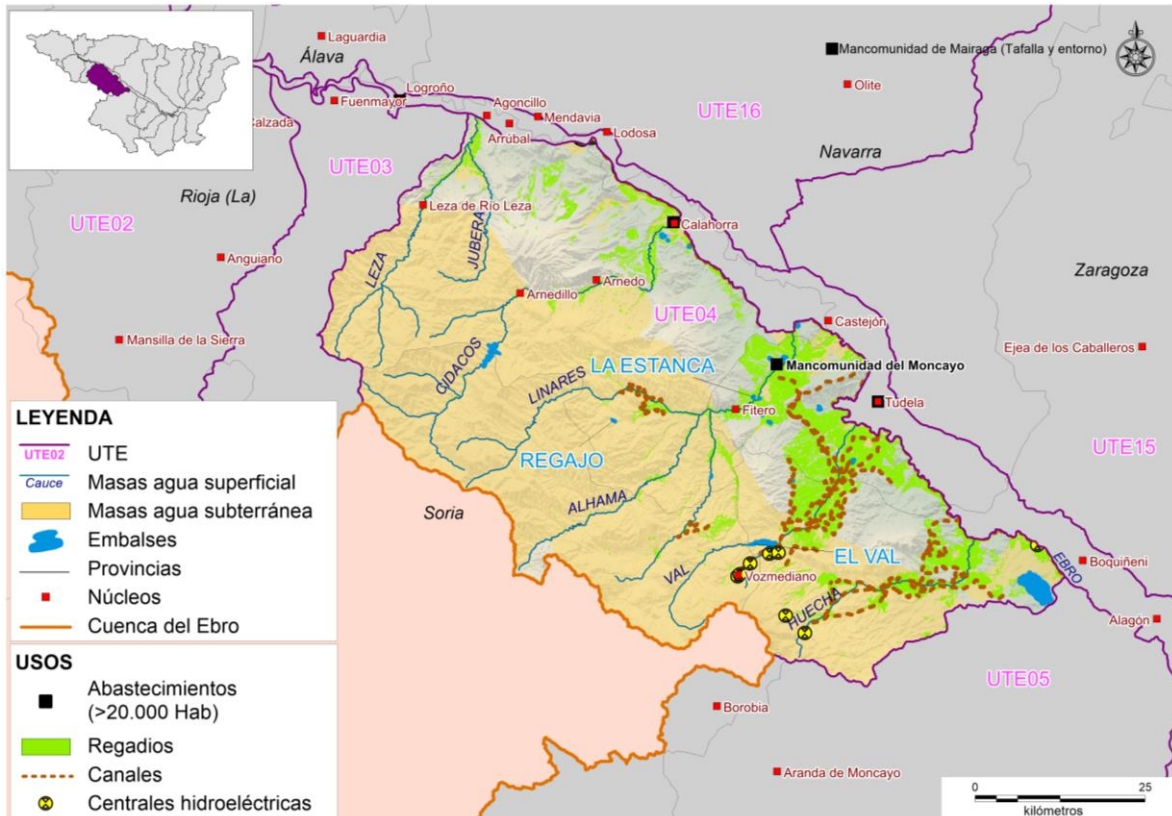 Laguardia
Álava
Mancomunidad de Mairaga (Tafalla y entorno)
Olite
Logroño
Fuenmayor
Agoncillo
Mendavia
Calzada
Arrúbal
Lodosa
UTE16
UTE03
Navarra
Rioja (La)
UTE02
Leza de Río Leza
JUBERA
Calahorra
LEZA
Anguiano
Zaragoza
Arnedo
Arnedillo
UTE04
Castejón
Mansilla de la Sierra
Ejea de los Caballeros
CIDACOS
LA ESTANCA
Mancomunidad del Moncayo
LINARES
Fitero
Tudela
UTE15
REGAJO
ALHAMA
Soria
EL VAL
VAL
Vozmediano
EBRO
Boquiñeni
HUECHA
Alagón
UTE05
Borobia
Aranda de Moncayo
LEYENDA
UTE02 UTE
Cauce Masas agua superficial
Masas agua subterránea
Embalses
Provincias
Núcleos
Cuenca del Ebro
USOS
Abastecimientos
(>20.000 Hab)
Regadios
Canales
Centrales hidroeléctricas
0 25
kilómetros